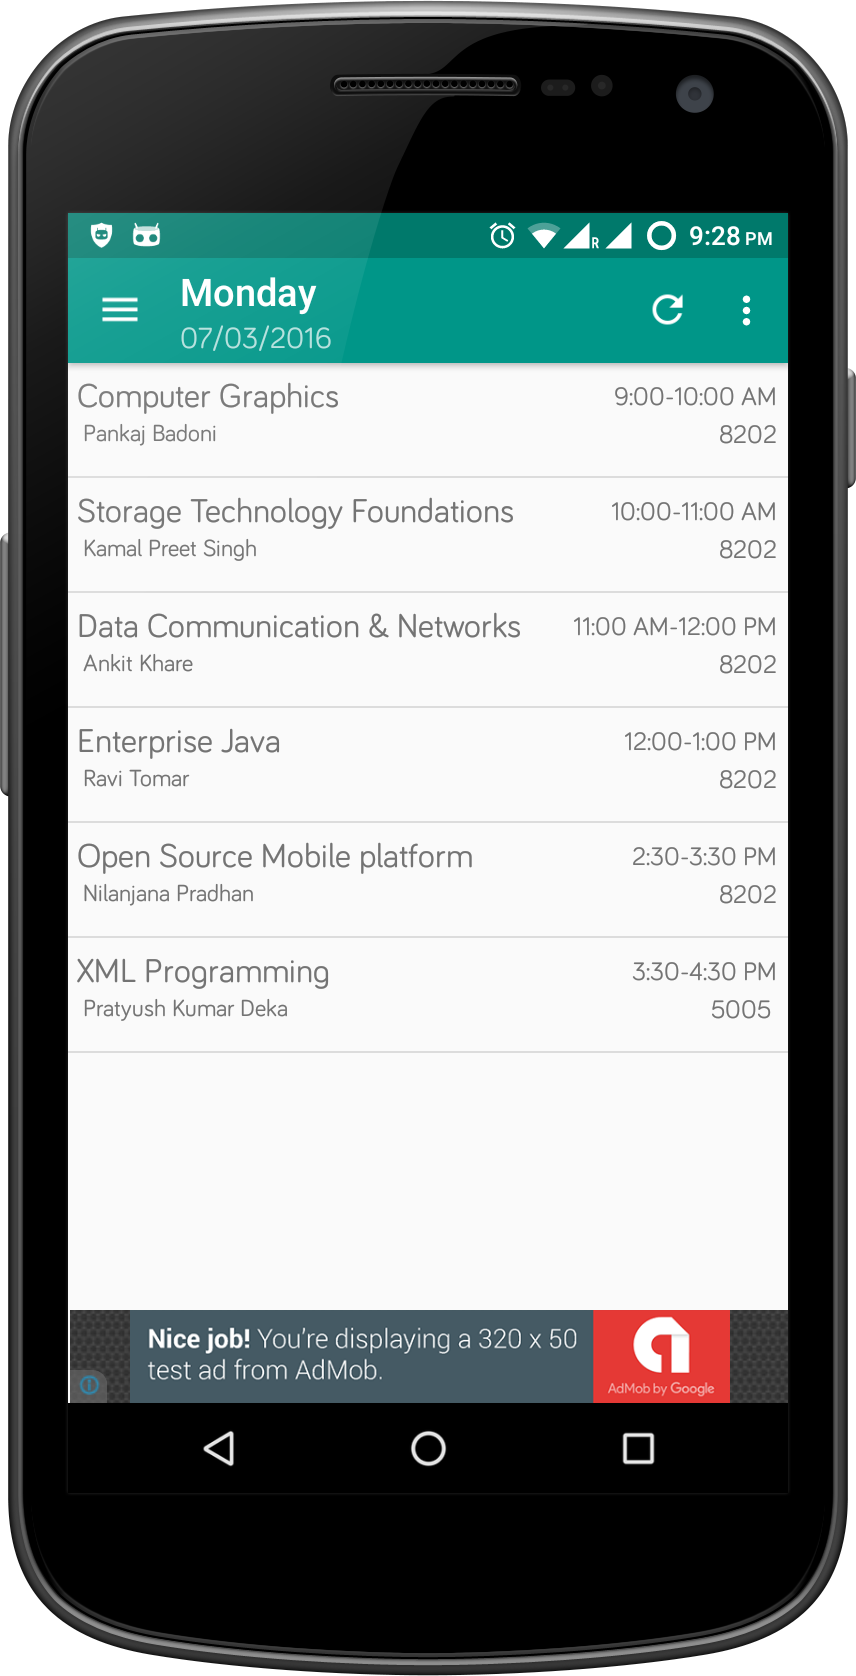 R 9:28 PM
Monday
07/03/2016
Computer Graphics 9:00-10:00 AM
Pankaj Badoni 8202
Storage Technology Foundations 10:00-11:00 AM
Kamal Preet Singh 8202
Data Communication & Networks 11:00 AM-12:00 PM
Ankit Khare 8202
Enterprise Java 12:00-1:00 PM
Ravi Tomar 8202
Open Source Mobile platform 2:30-3:30 PM
Nilanjana Pradhan 8202
XML Programming 3:30-4:30 PM
Pratyush Kumar Deka 5005
Nice job! You're displaying a 320 x 50
test ad from AdMob.
AdMob by Google